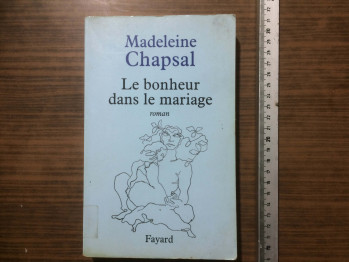 Madeleine
Chapsal
Le bonheur
dans le mariage
roman
Fayard